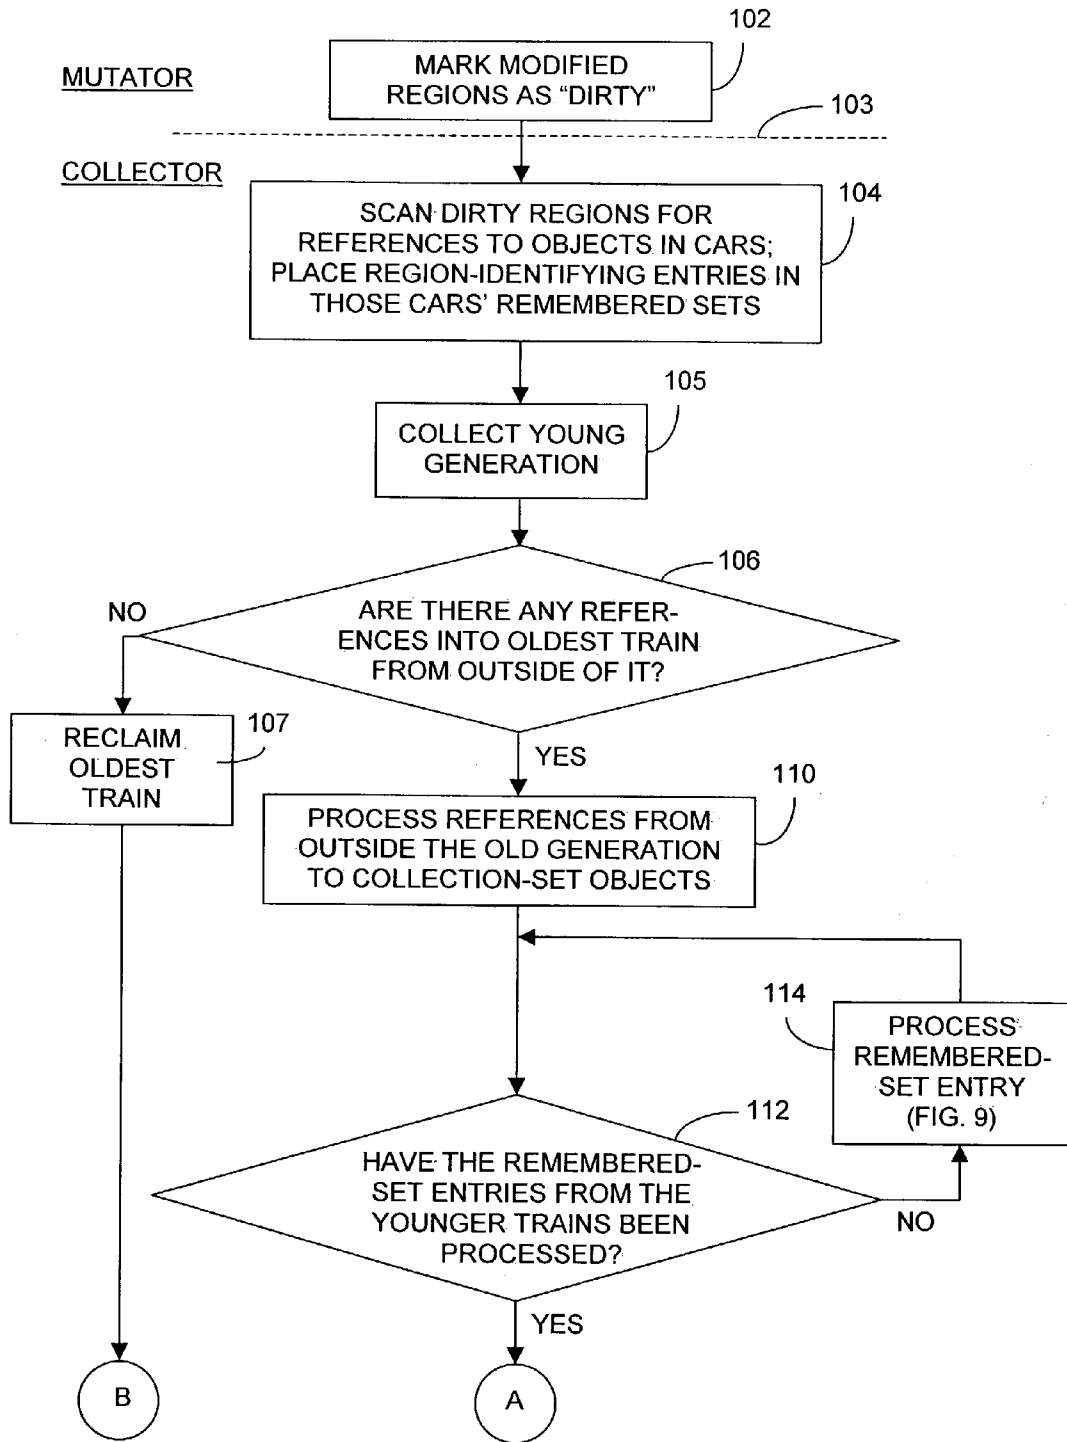 102
MUTATOR
MARK MODIFIED
REGIONS AS “DIRTY”
103
COLLECTOR
104
SCAN DIRTY REGIONS FOR
REFERENCES TO OBJECTS IN CARS;
PLACE REGION-IDENTIFYING ENTRIES IN
THOSE CARS’ REMEMBERED SETS
105
COLLECT YOUNG
GENERATION
106
NO
ARE THERE ANY REFER-
ENCES INTO OLDEST TRAIN
FROM OUTSIDE OF IT?
107
RECLAIM
OLDEST
TRAIN
YES
110
PROCESS REFERENCES FROM
OUTSIDE THE OLD GENERATION
TO COLLECTION-SET OBJECTS
114
PROCESS
REMEMBERED-
SET ENTRY
(FIG. 9)
112
HAVE THE REMEMBERED-
SET ENTRIES FROM THE
YOUNGER TRAINS BEEN
PROCESSED?
NO
YES
B
A